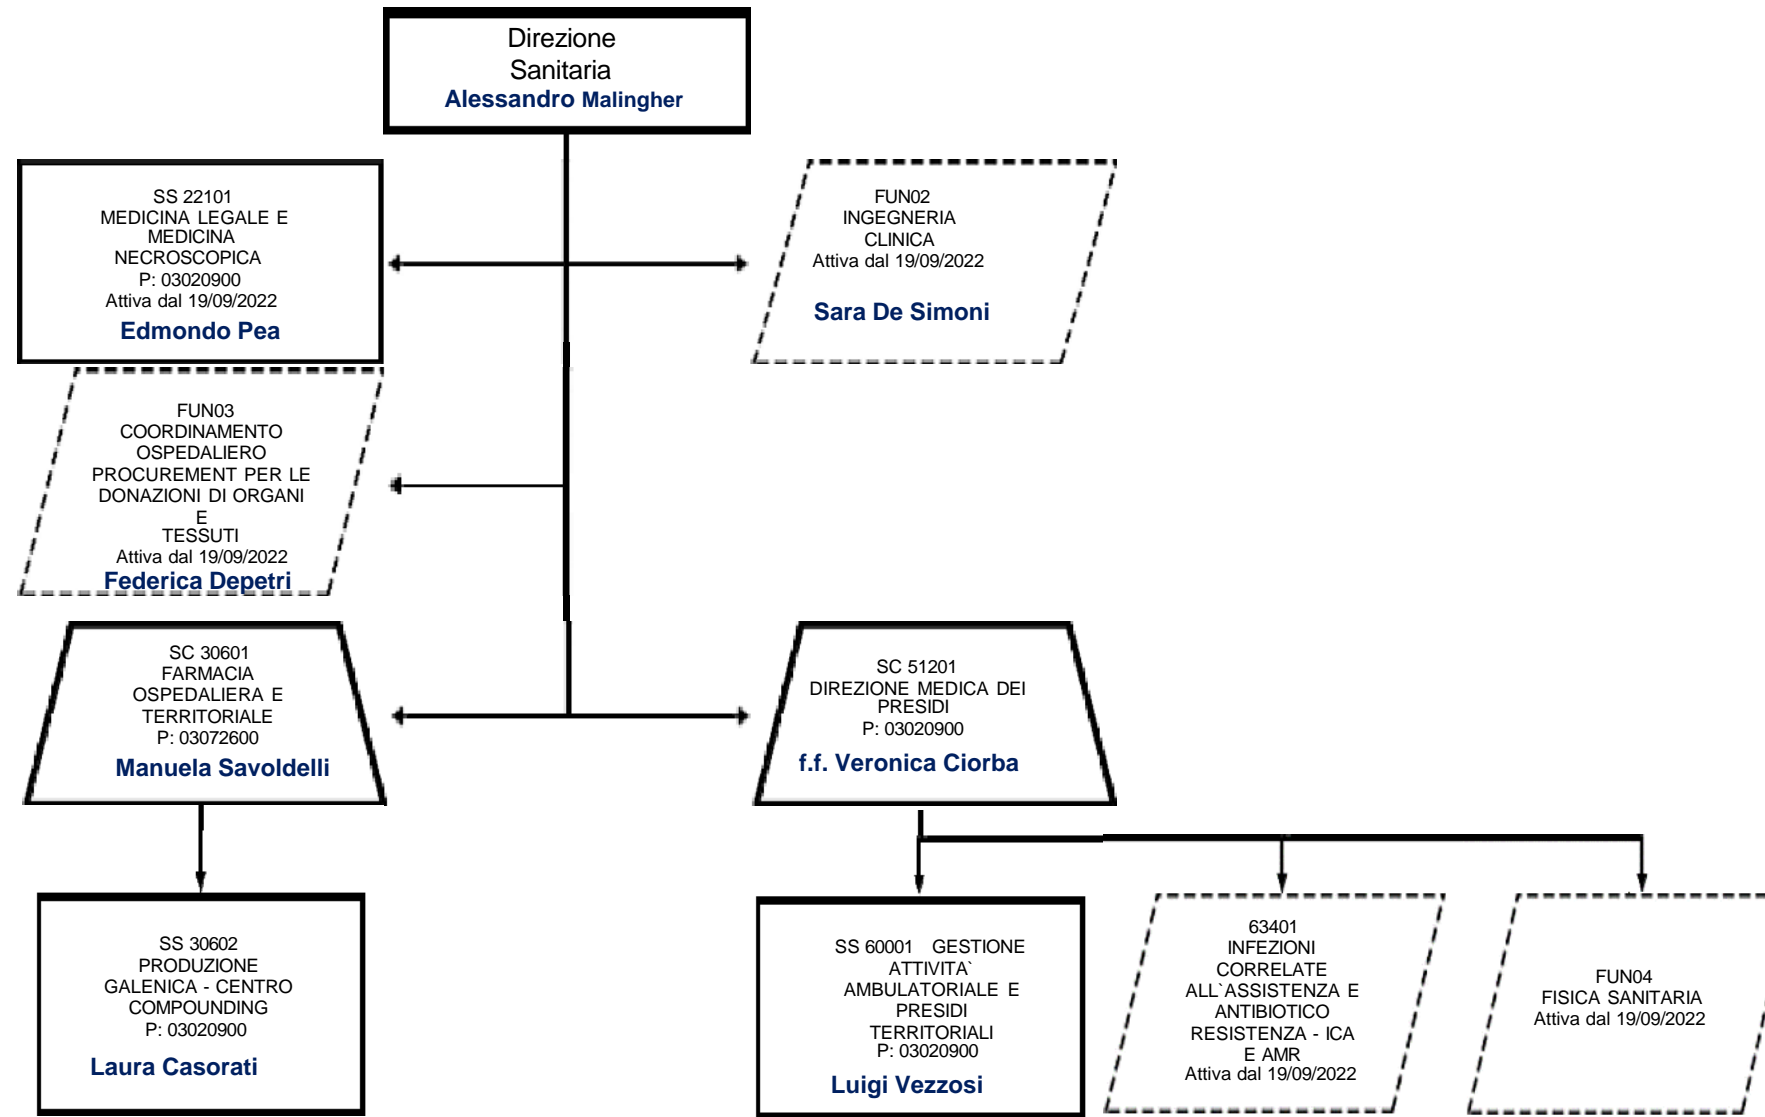 Direzione
Sanitaria
Alessandro Malingher
SS 22101
MEDICINA LEGALE E
MEDICINA
NECROSCOPICA
P: 03020900
Attiva dal 19/09/2022
Edmondo Pea
FUN02
INGEGNERIA
CLINICA
Attiva dal 19/09/2022
Sara De Simoni
FUN03
COORDINAMENTO
OSPEDALIERO
PROCUREMENT PER LE
DONAZIONI DI ORGANI
E
TESSUTI
Attiva dal 19/09/2022
Federica Depetri
SC 30601
FARMACIA
OSPEDALIERA E
TERRITORIALE
P: 03072600
Manuela Savoldelli
SC 51201
DIREZIONE MEDICA DEI
PRESIDI
P: 03020900
f.f. Veronica Ciorba
SS 30602
PRODUZIONE
GALENICA - CENTRO
COMPOUNDING
P: 03020900
Laura Casorati
SS 60001 GESTIONE
ATTIVITA`
AMBULATORIALE E
PRESIDI
TERRITORIALI
P: 03020900
Luigi Vezzosi
63401
INFEZIONI
CORRELATE
ALL`ASSISTENZA E
ANTIBIOTICO
RESISTENZA - ICA
E AMR
Attiva dal 19/09/2022
FUN04
FISICA SANITARIA
Attiva dal 19/09/2022